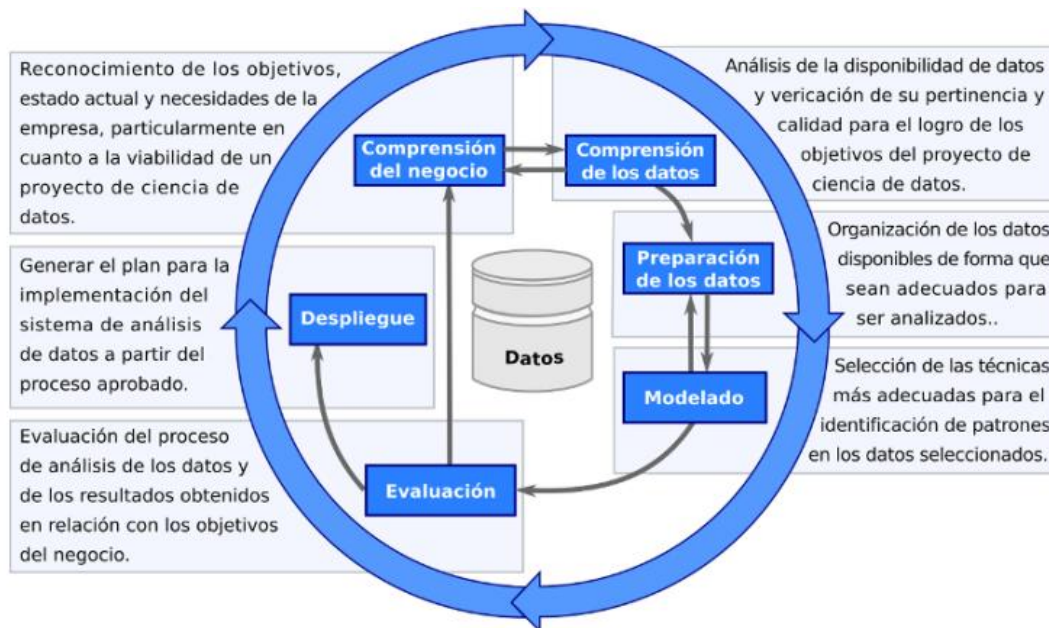 Reconocimiento de los objetivos,
estado actual y necesidades de la
empresa, particularmente en
cuanto a la viabilidad de un
proyecto de ciencia de
datos.
Comprensión
del negocio
Comprensión
de los datos
Análisis de la disponibilidad de datos
y vericación de su pertinencia y
calidad para el logro de los
objetivos del proyecto de
ciencia de datos.
Preparación
de los datos
Organización de los datos
disponibles de forma que
sean adecuados para
ser analizados..
Generar el plan para la
implementación del
sistema de análisis
de datos a partir del
proceso aprobado.
Despliegue
Datos
Modelado
Selección de las técnicas
más adecuadas para el
identificación de patrones
en los datos seleccionados.
Evaluación del proceso
de análisis de los datos y
de los resultados obtenidos
en relación con los objetivos
del negocio.
Evaluación